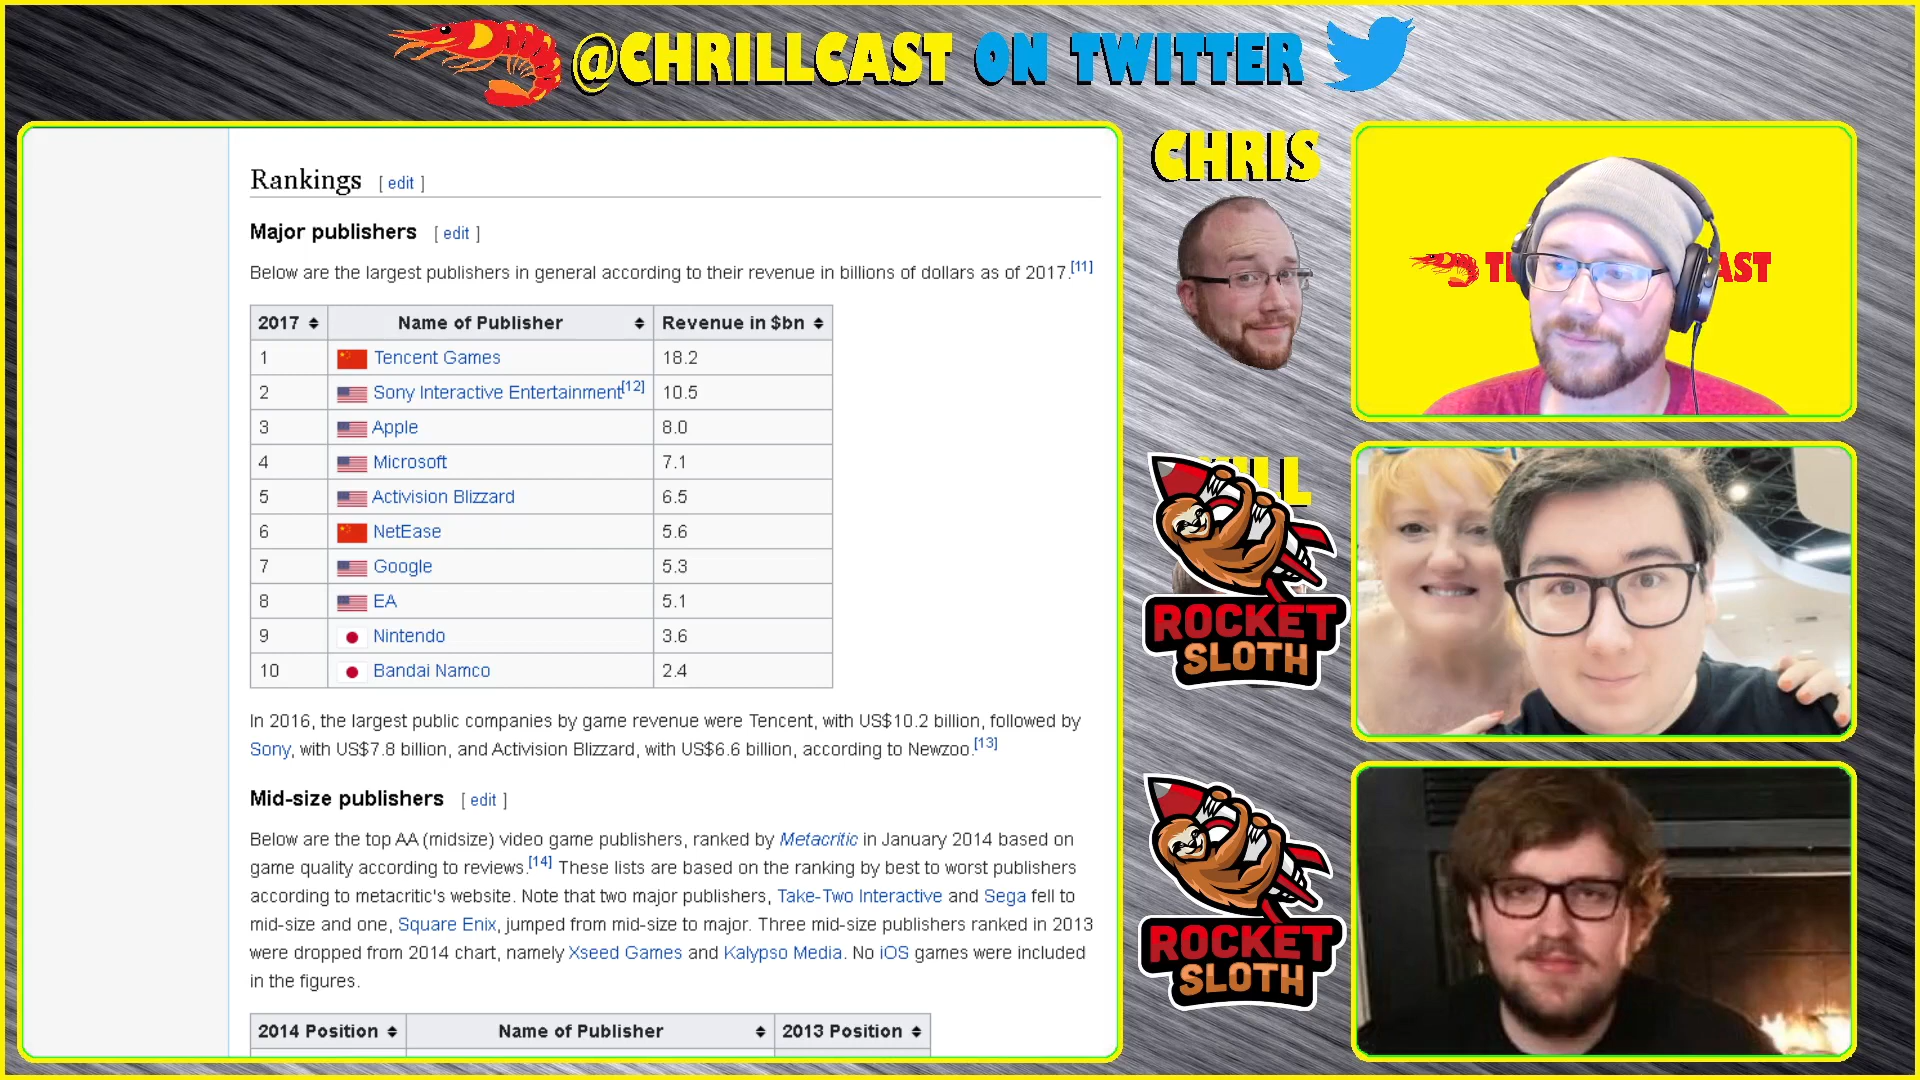 @CHRILLCAST ON TWITTER
Rankings [ edit ]
Major publishers [ edit ]
Below are the largest publishers in general according to their revenue in billions of dollars as of 2017.[11]
2017 Name of Publisher Revenue in $bn
1 Tencent Games 18.2
2 Sony Interactive Entertainment[12] 10.5
3 Apple 8.0
4 Microsoft 7.1
5 Activision Blizzard 6.5
6 NetEase 5.6
7 Google 5.3
8 EA 5.1
9 Nintendo 3.6
10 Bandai Namco 2.4
In 2016, the largest public companies by game revenue were Tencent, with US$10.2 billion, followed by
Sony, with US$7.8 billion, and Activision Blizzard, with US$6.6 billion, according to Newzoo.[13]
Mid-size publishers [ edit ]
Below are the top AA (midsize) video game publishers, ranked by Metacritic in January 2014 based on
game quality according to reviews.[14] These lists are based on the ranking by best to worst publishers
according to metacritic's website. Note that two major publishers, Take-Two Interactive and Sega fell to
mid-size and one, Square Enix, jumped from mid-size to major. Three mid-size publishers ranked in 2013
were dropped from 2014 chart, namely Xseed Games and Kalypso Media. No iOS games were included
in the figures.
2014 Position Name of Publisher 2013 Position
CHRIS
ROCKET
SLOTH
ROCKET
SLOTH